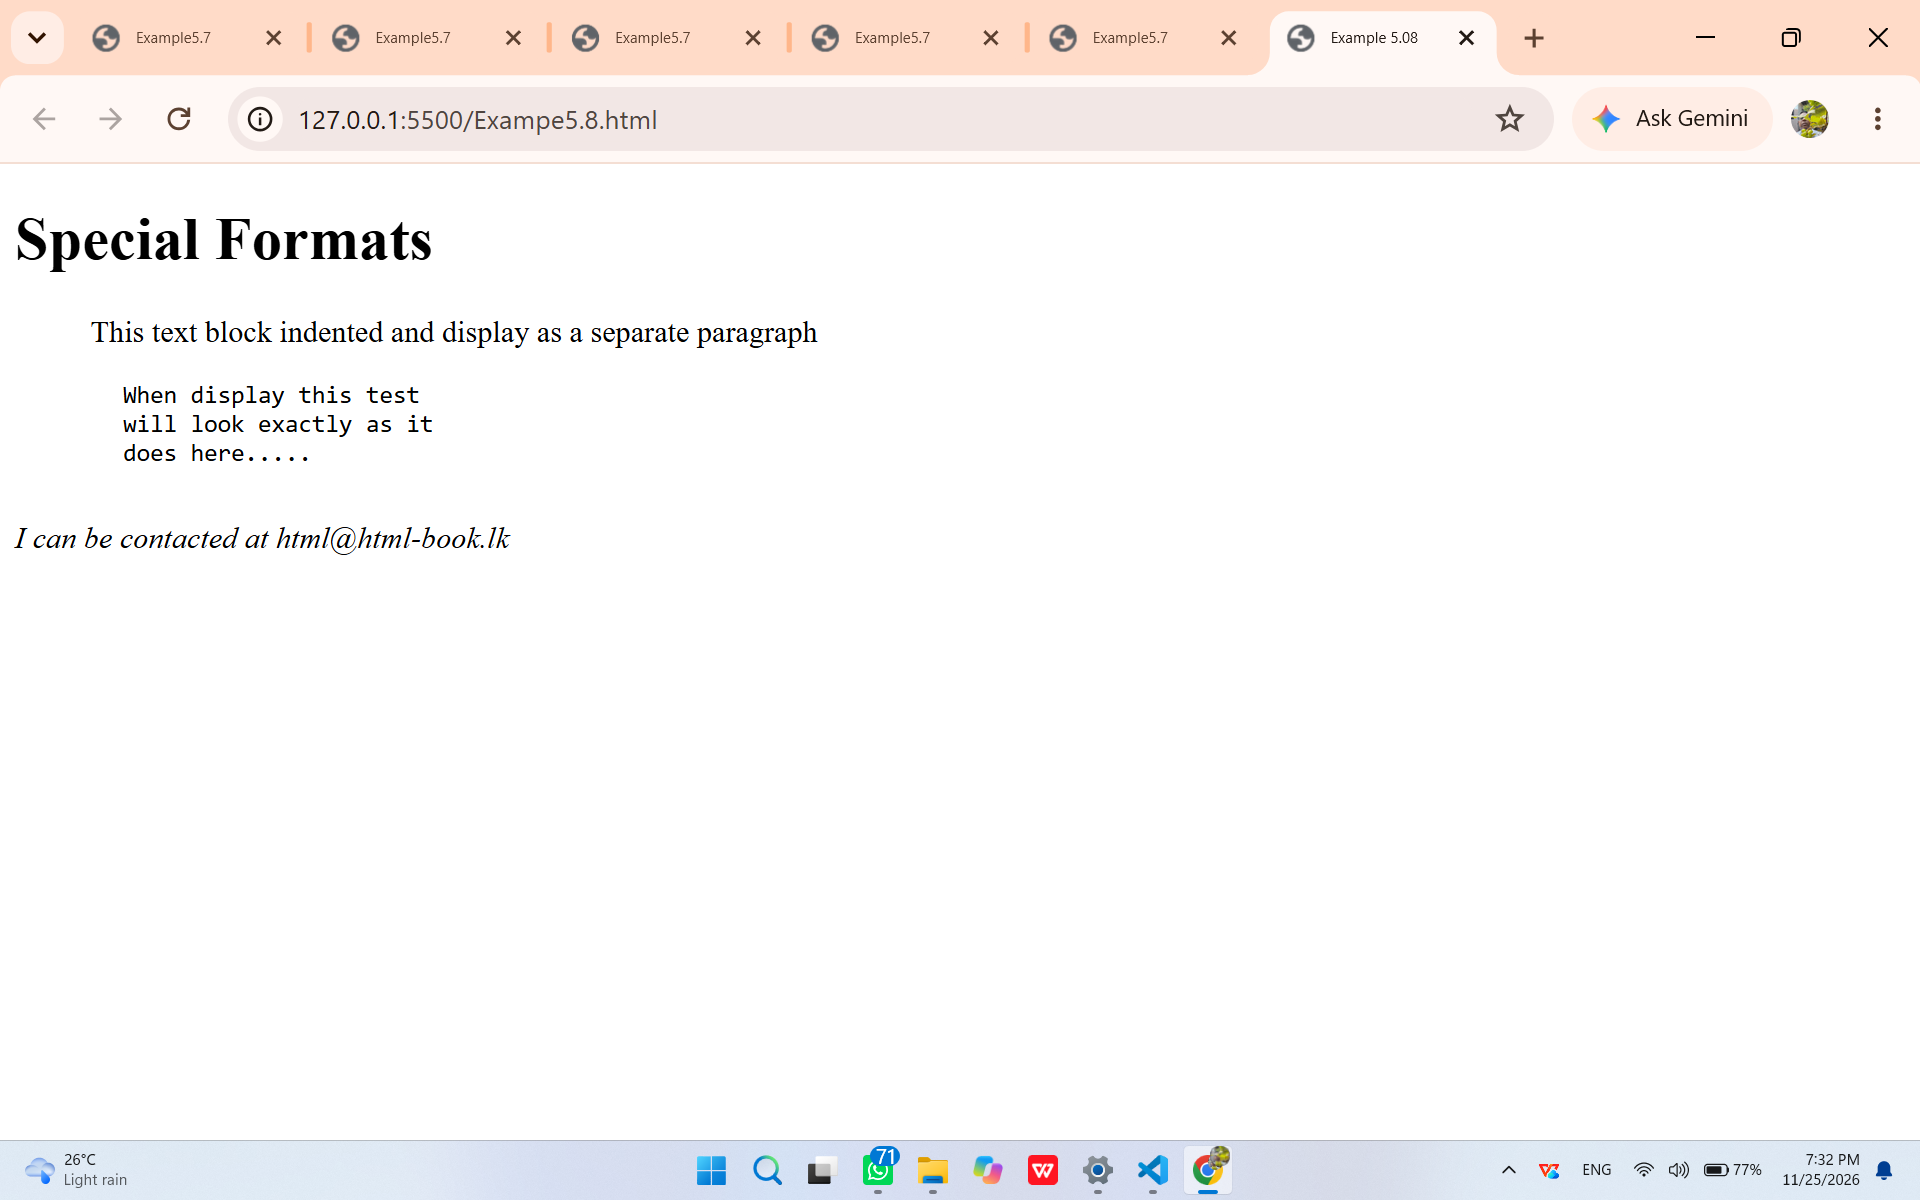 Example5.7
Example5.7
Example5.7
Example5.7
Example5.7
Example 5.08
127.0.0.1:5500/Exampe5.8.html
Ask Gemini
Special Formats
This text block indented and display as a separate paragraph
When display this test
will look exactly as it
does here.....
I can be contacted at html@html-book.lk
26°C
Light rain
71
ENG
77%
7:32 PM
11/25/2026